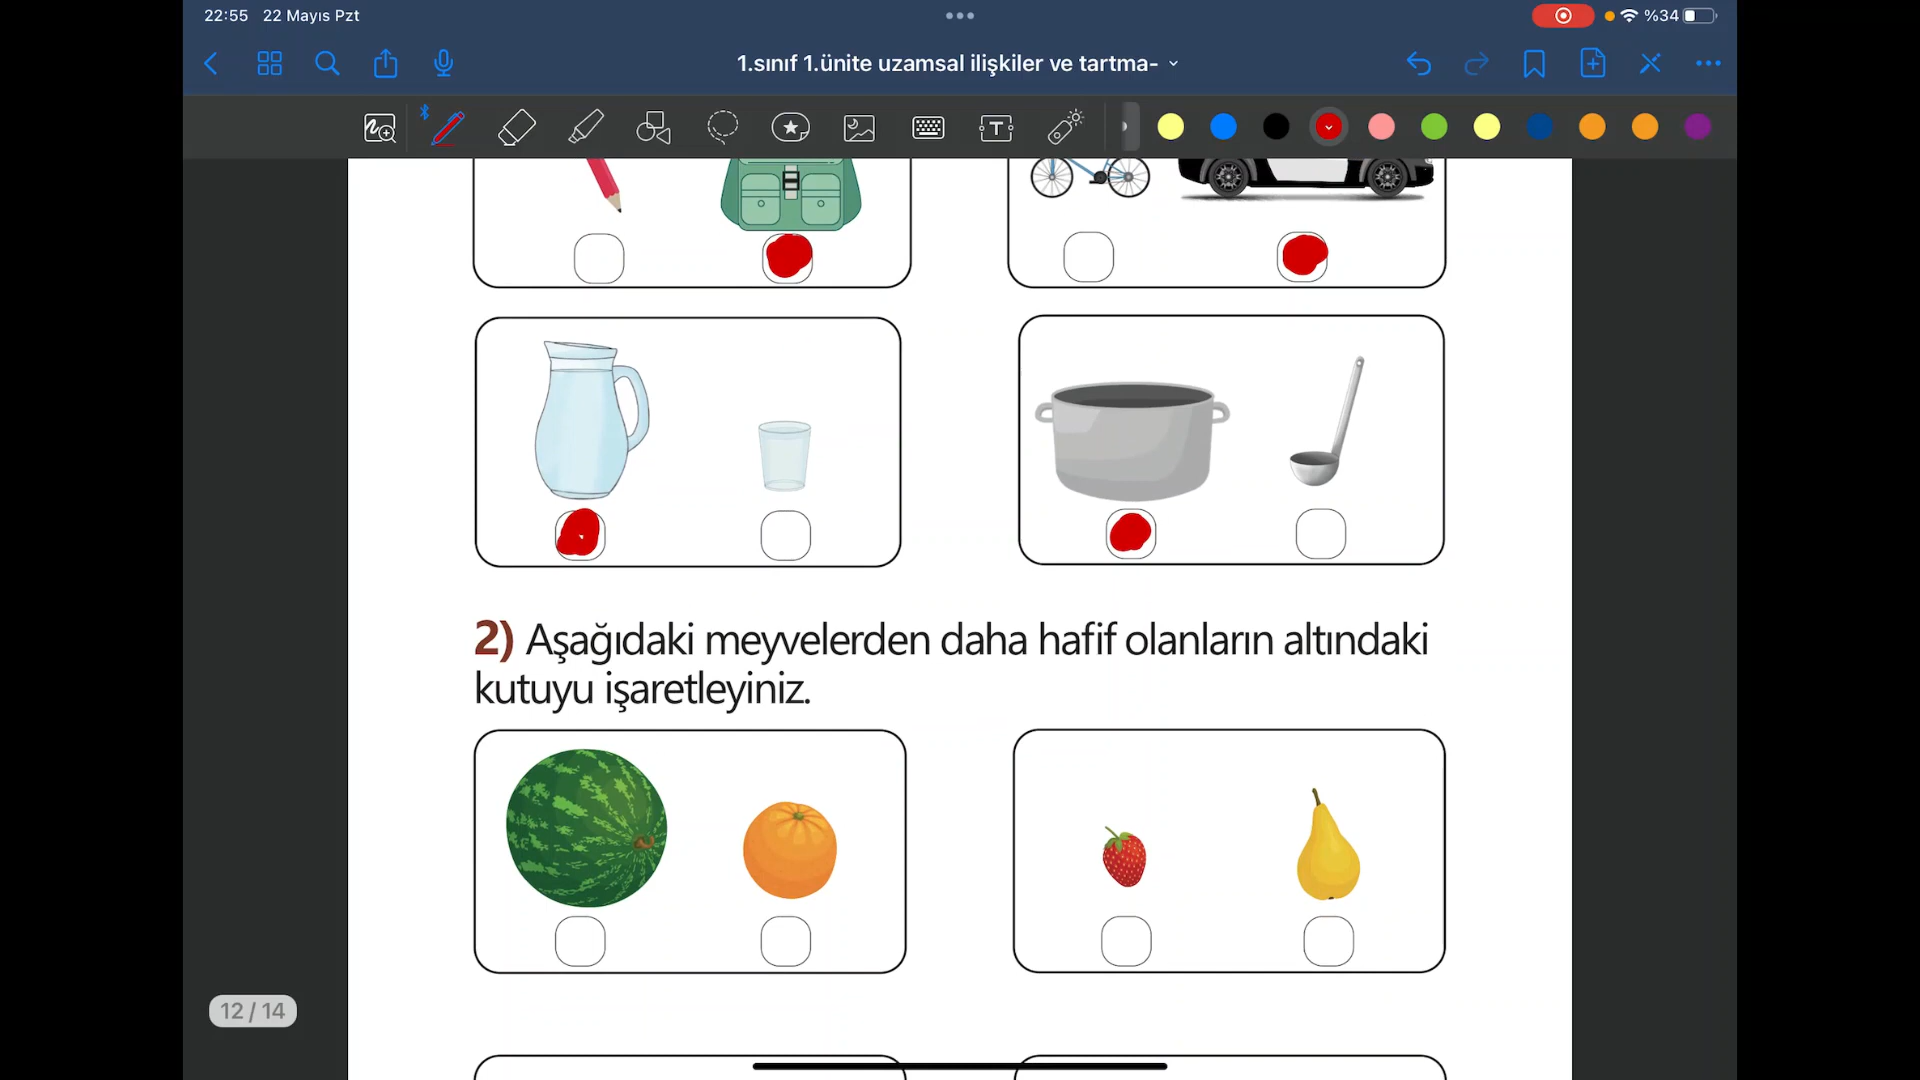 22:55 22 Mayıs Pzt
%34
1.sınıf 1.ünite uzamsal ilişkiler ve tartma-
T
2) Aşağıdaki meyvelerden daha hafif olanların altındaki
kutuyu işaretleyiniz.
12 / 14